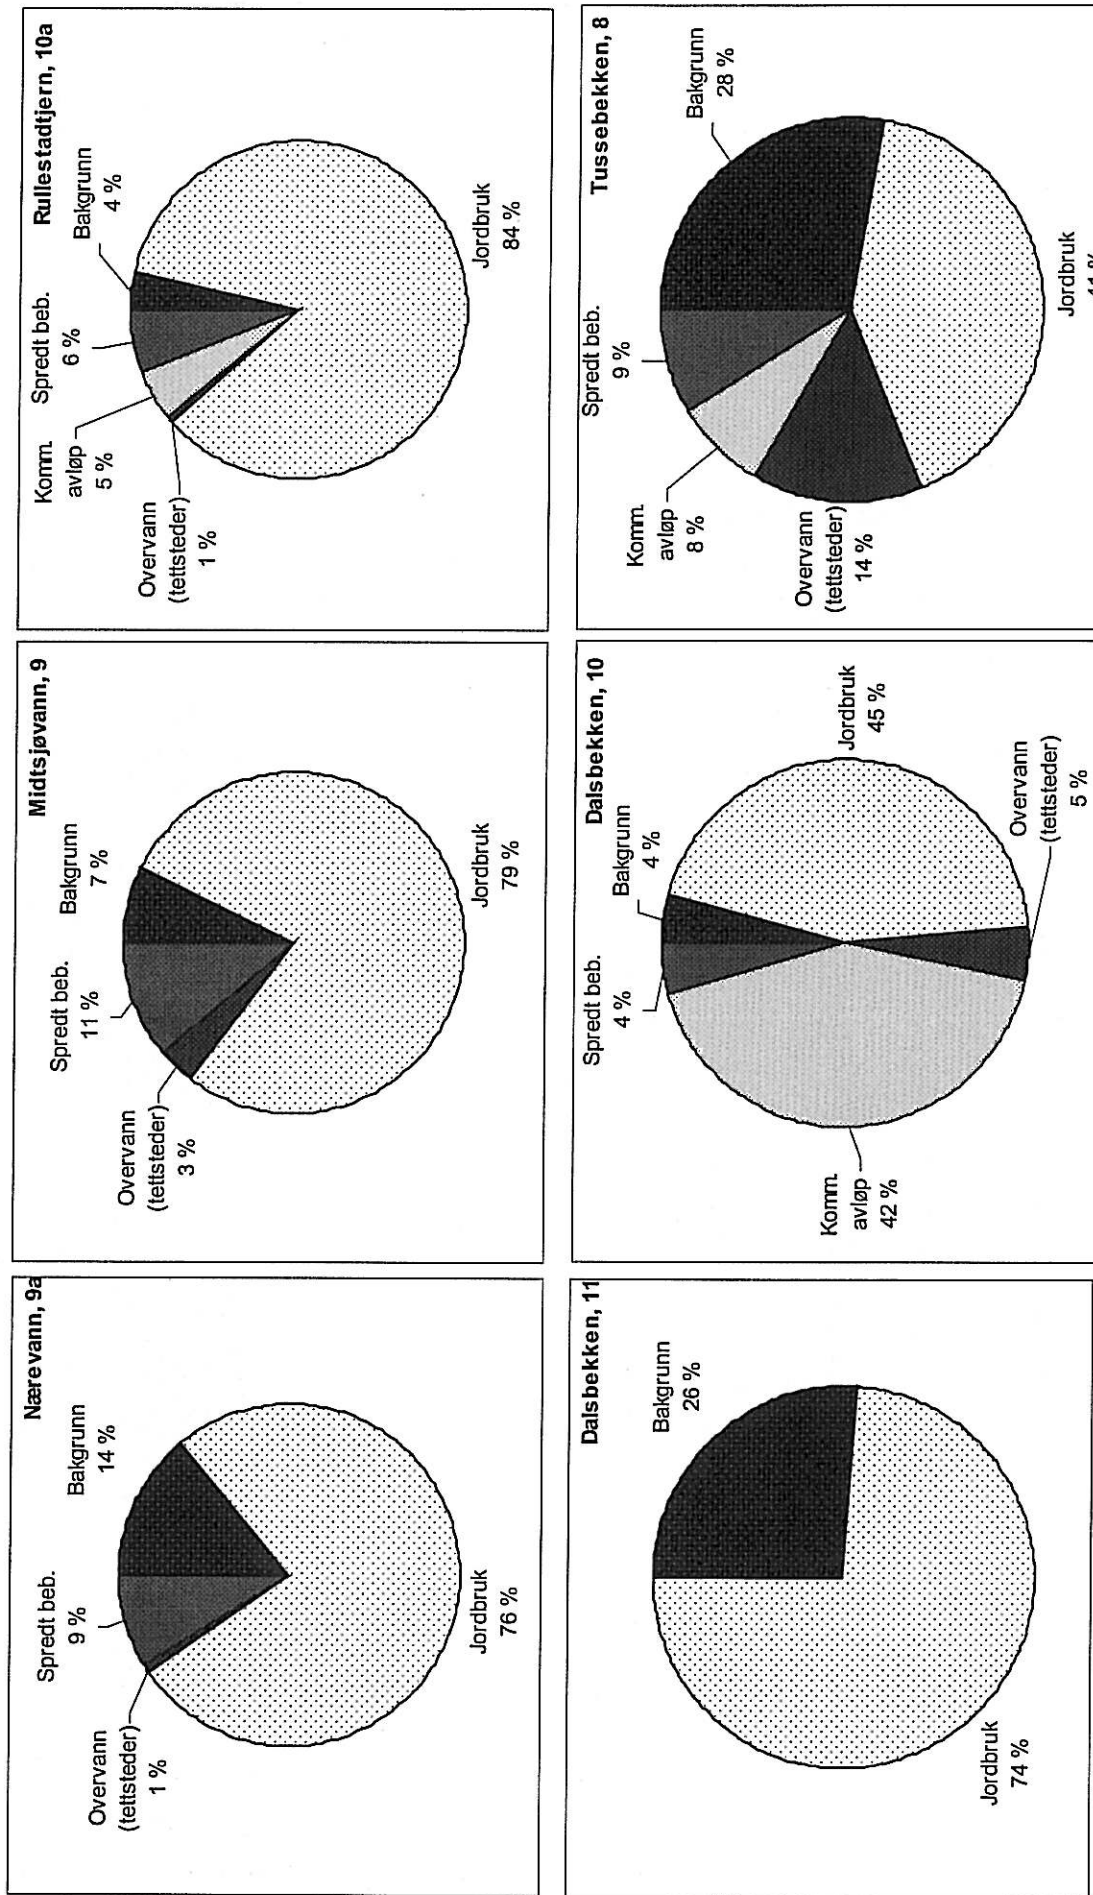 Nærevann, 9a
Spredt beb.
9 %
Bakgrunn
14 %
Overvann
(tettsteder)
1 %
Jordbruk
76 %
Midtsjøvann, 9
Spredt beb.
11 %
Bakgrunn
7 %
Overvann
(tettsteder)
3 %
Jordbruk
79 %
Rullestadtjern, 10a
Spredt beb.
6 %
Bakgrunn
4 %
Komm.
avløp
5 %
Overvann
(tettsteder)
1 %
Jordbruk
84 %
Dalsbekken, 11
Bakgrunn
26 %
Jordbruk
74 %
Dalsbekken, 10
Spredt beb.
4 %
Bakgrunn
4 %
Jordbruk
45 %
Komm.
avløp
42 %
Overvann
(tettsteder)
5 %
Tussebekken, 8
Spredt beb.
9 %
Bakgrunn
28 %
Komm.
avløp
8 %
Overvann
(tettsteder)
14 %
Jordbruk